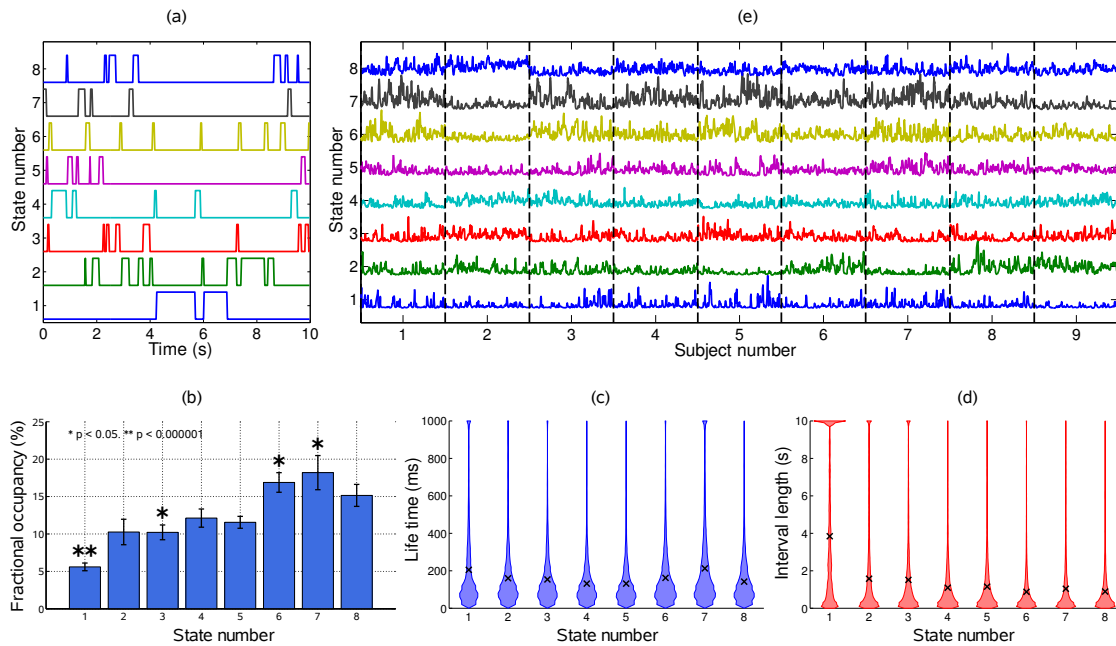 (a)
State number
8
7
6
5
4
3
2
1
0 2 4 6 8 10
Time (s)
(e)
State number
8
7
6
5
4
3
2
1
1 2 3 4 5 6 7 8 9
Subject number
(b)
Fractional occupancy (%)
25
20
15
10
5
0
* p < 0.05. ** p < 0.000001
**
*
*
*
1 2 3 4 5 6 7 8
State number
(c)
Life time (ms)
1000
800
600
400
200
0
1 2 3 4 5 6 7 8
State number
(d)
Interval length (s)
10
8
6
4
2
0
1 2 3 4 5 6 7 8
State number